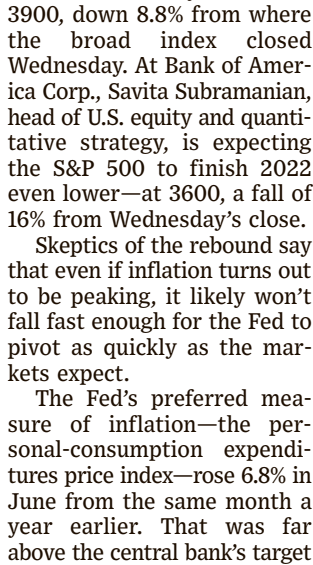 3900, down 8.8% from where
the broad index closed
Wednesday. At Bank of Amer-
ica Corp., Savita Subramanian,
head of U.S. equity and quanti-
tative strategy, is expecting
the S&P 500 to finish 2022
even lower—at 3600, a fall of
16% from Wednesday’s close.
Skeptics of the rebound say
that even if inflation turns out
to be peaking, it likely won’t
fall fast enough for the Fed to
pivot as quickly as the mar-
kets expect.
The Fed’s preferred mea-
sure of inflation—the per-
sonal-consumption expendi-
tures price index—rose 6.8% in
June from the same month a
year earlier. That was far
above the central bank’s target